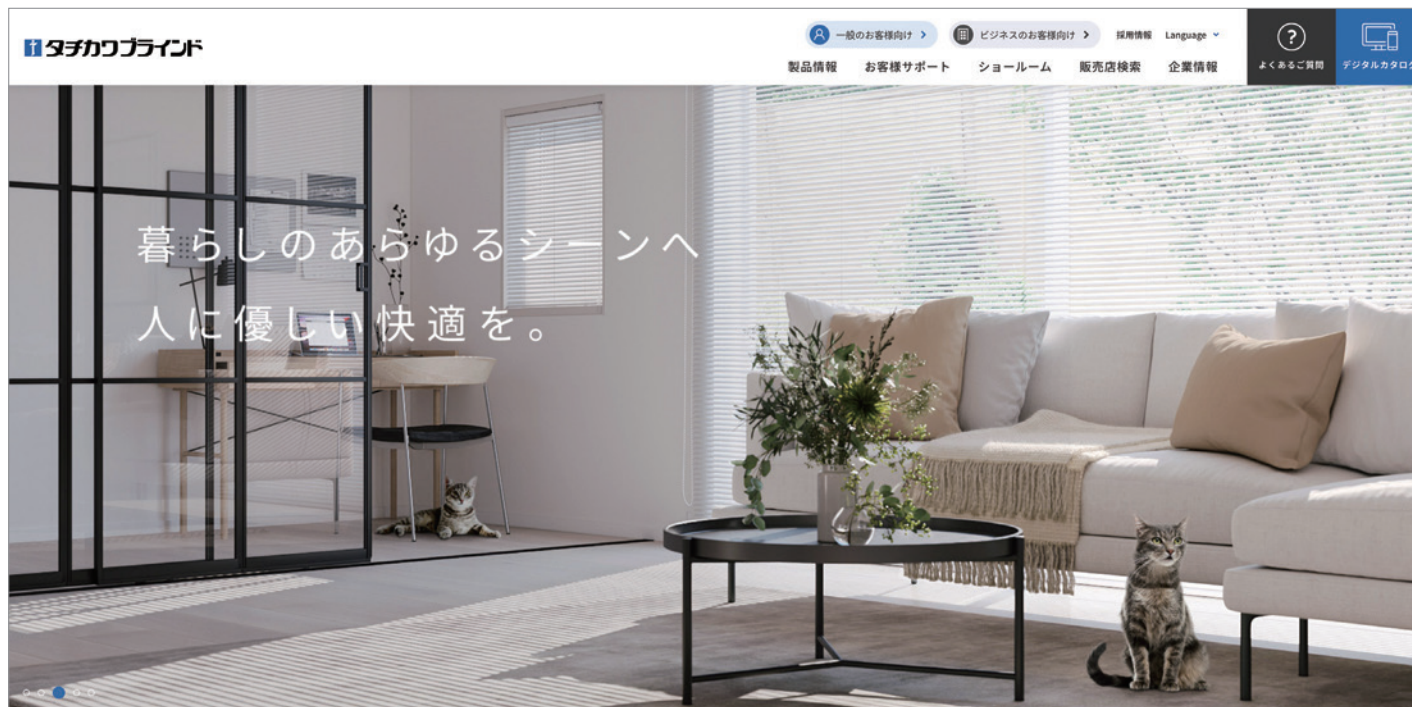 タチカワブラインド
一般のお客様向け
ビジネスのお客様向け
採用情報
Language
製品情報
お客様サポート
ショールーム
販売店検索
企業情報
よくあるご質問
デジタルカタログ
暮らしのあらゆるシーンへ
人に優しい快適を。